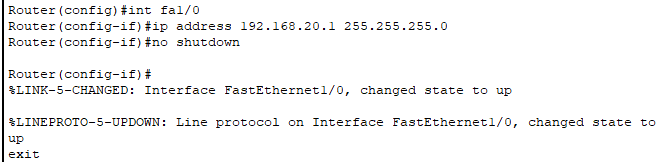 Router(config)#int fa1/0
Router(config-if)#ip address 192.168.20.1 255.255.255.0
Router(config-if)#no shutdown
Router(config-if)#
%LINK-5-CHANGED: Interface FastEthernet1/0, changed state to up
%LINEPROTO-5-UPDOWN: Line protocol on Interface FastEthernet1/0, changed state to
up
exit